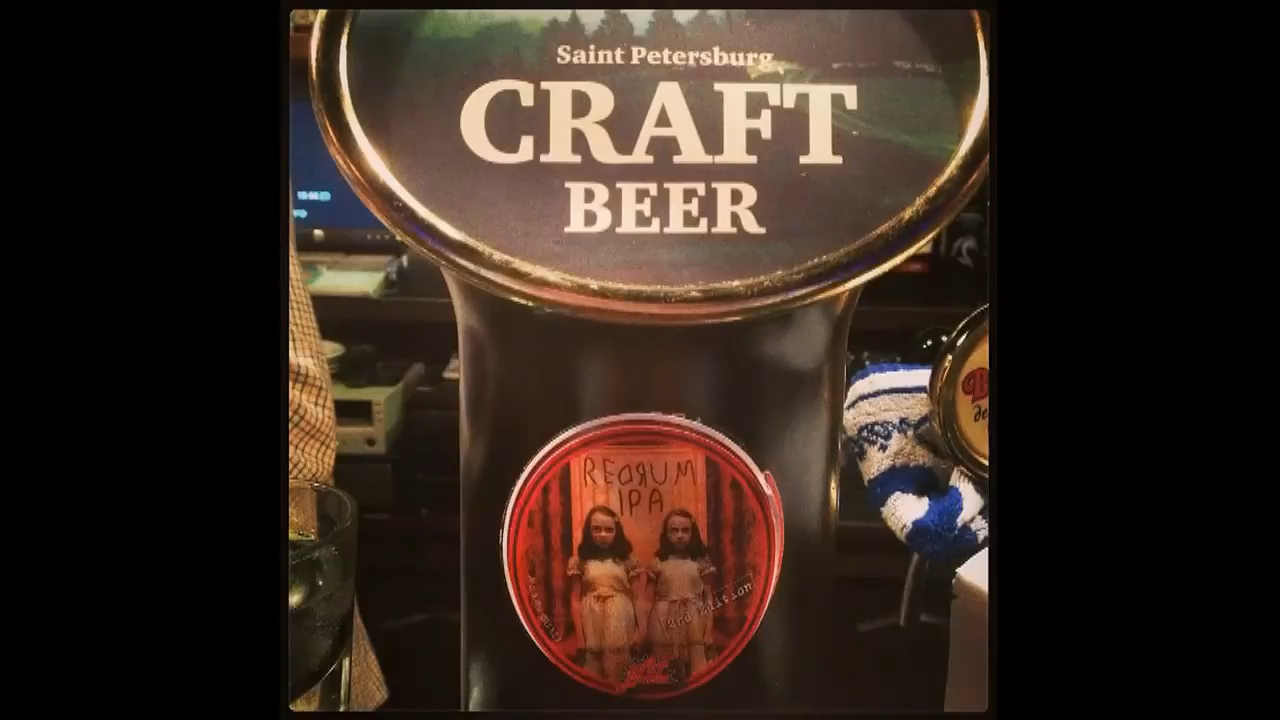 Saint Petersburg
CRAFT
BEER
REDRUM
IPA
2nd Edition